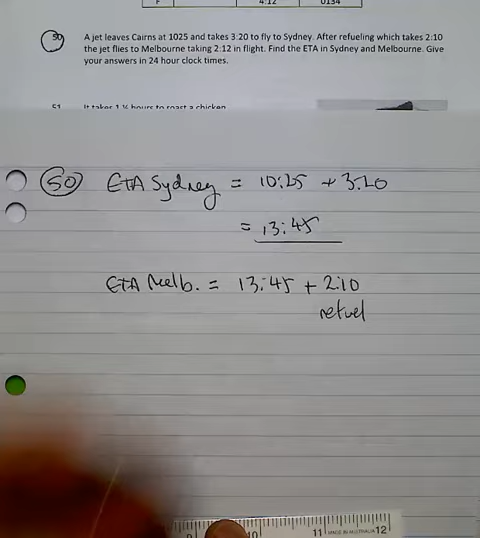 F 4:12 0134
50 A jet leaves Cairns at 1025 and takes 3:20 to fly to Sydney. After refueling which takes 2:10
the jet flies to Melbourne taking 2:12 in flight. Find the ETA in Sydney and Melbourne. Give
your answers in 24 hour clock times.
51 It takes 1 ¼ hours to roast a chicken
50 ETA Sydney = 10:25 + 3:20
= 13:45
ETA Melb. = 13:45 + 2:10
refuel
9 10 11 MADE IN AUSTRALIA 12